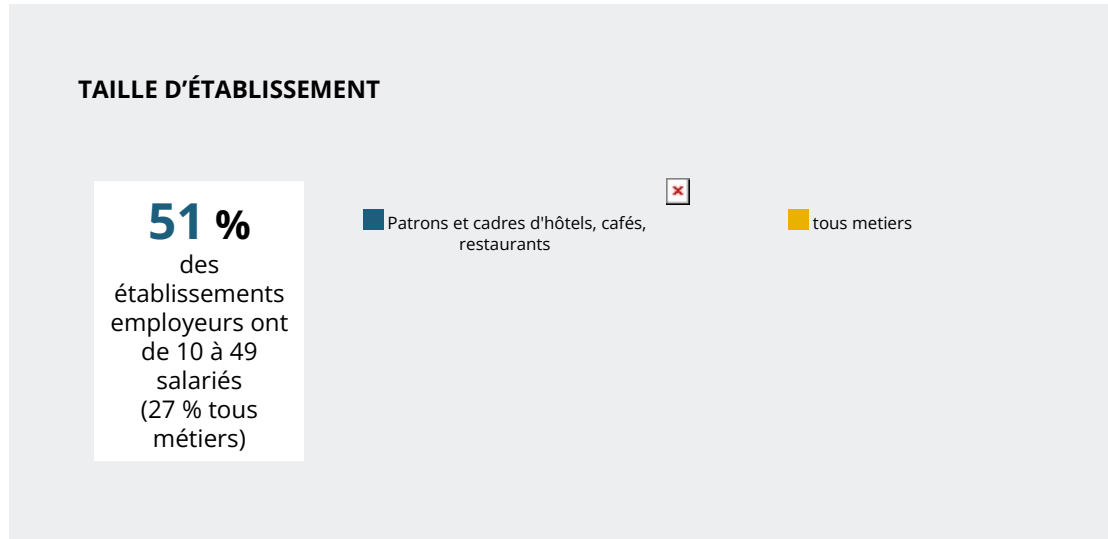 TAILLE D'ÉTABLISSEMENT
51 %
des
établissements
employeurs ont
de 10 à 49
salariés
(27 % tous
métiers)
Patrons et cadres d'hôtels, cafés,
restaurants
tous metiers